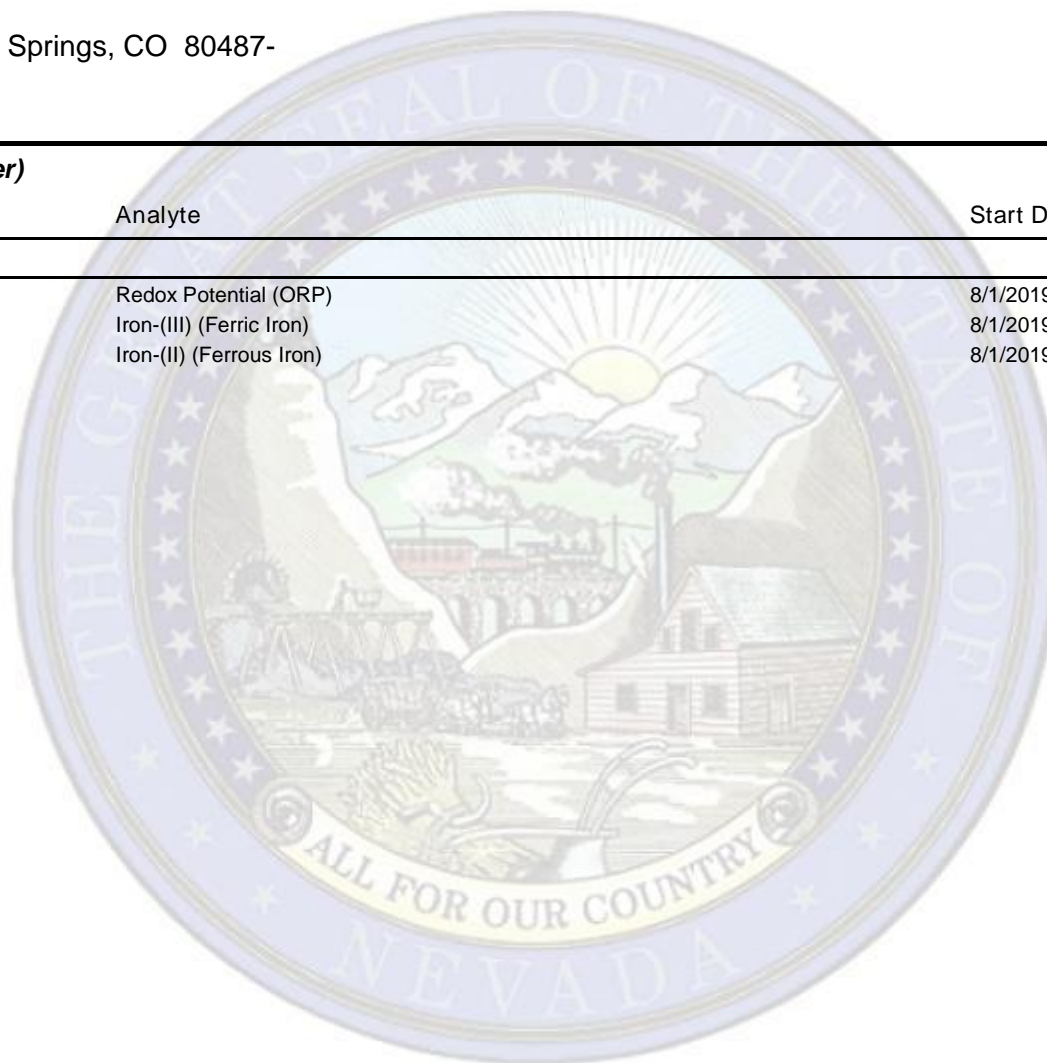 Springs, CO 80487-
er)
Analyte Start D
Redox Potential (ORP) 8/1/2019
Iron-(III) (Ferric Iron) 8/1/2019
Iron-(II) (Ferrous Iron) 8/1/2019
THE GREAT SEAL OF THE STATE OF
ALL FOR OUR COUNTRY
NEVADA